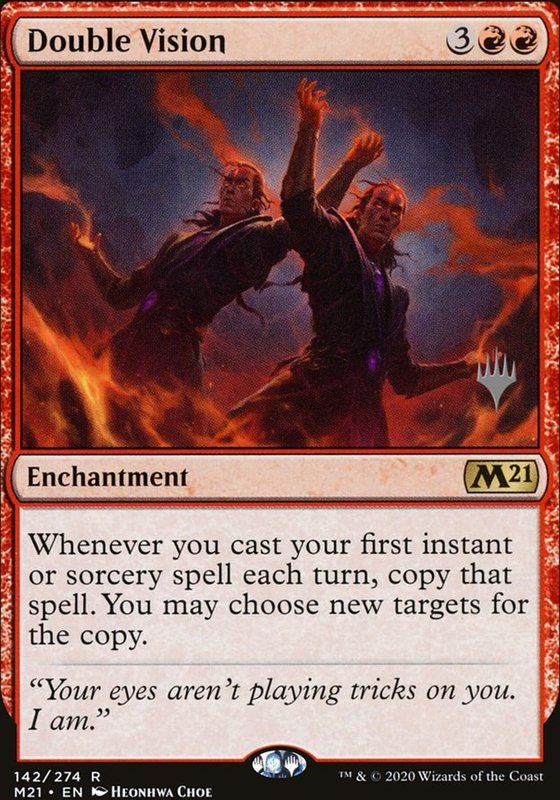 Double Vision 3
Enchantment M21
Whenever you cast your first instant
or sorcery spell each turn, copy that
spell. You may choose new targets for
the copy.
“Your eyes aren’t playing tricks on you.
I am.”
142/274 R
M21 • EN Heonhwa Choe
™ & © 2020 Wizards of the Coast